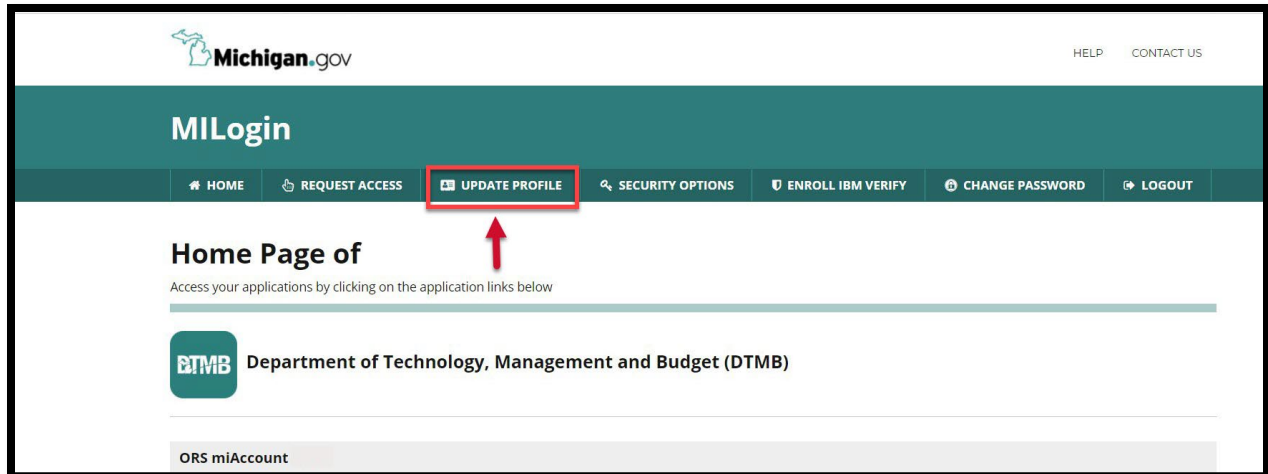 Michigan.gov
HELP CONTACT US
MILogin
HOME REQUEST ACCESS UPDATE PROFILE SECURITY OPTIONS ENROLL IBM VERIFY CHANGE PASSWORD LOGOUT
Home Page of
Access your applications by clicking on the application links below
DTMB Department of Technology, Management and Budget (DTMB)
ORS miAccount